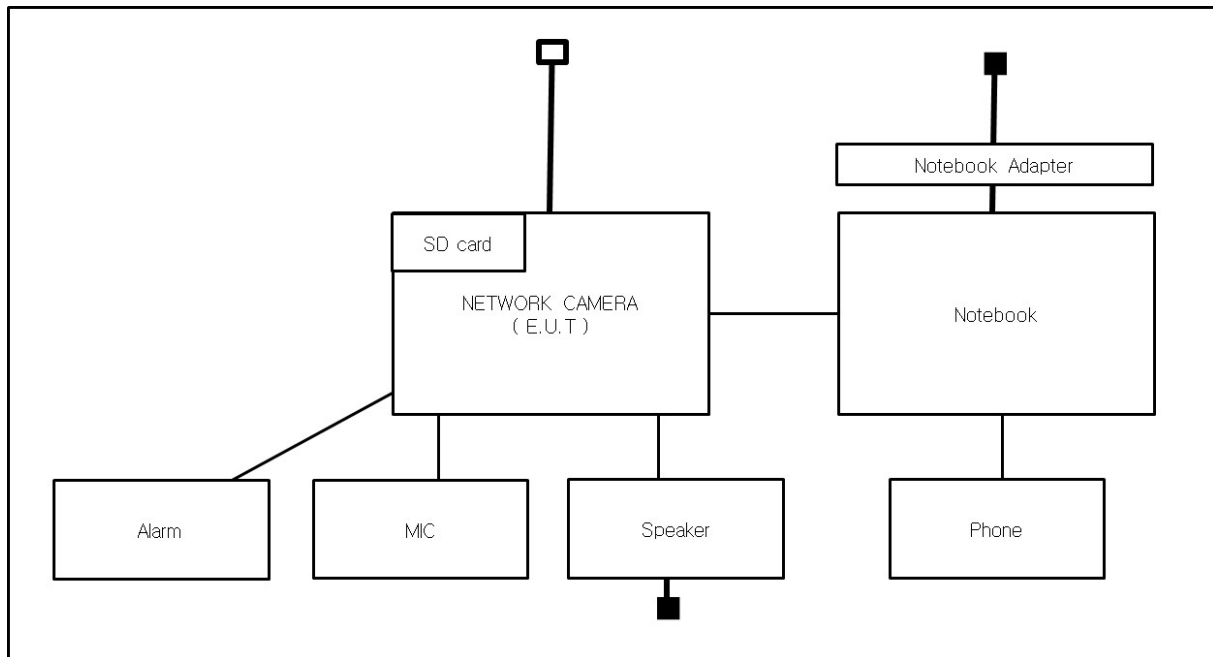 Notebook Adapter
SD card
NETWORK CAMERA
( E.U.T )
Notebook
Alarm
MIC
Speaker
Phone